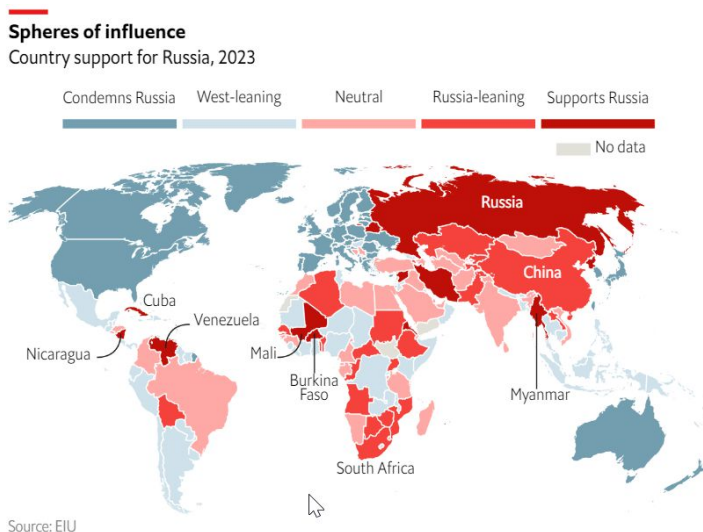 Spheres of influence
Country support for Russia, 2023
Condemns Russia
West-leaning
Neutral
Russia-leaning
Supports Russia
No data
Russia
China
Cuba
Venezuela
Nicaragua
Mali
Burkina
Faso
Myanmar
South Africa
Source: EIU